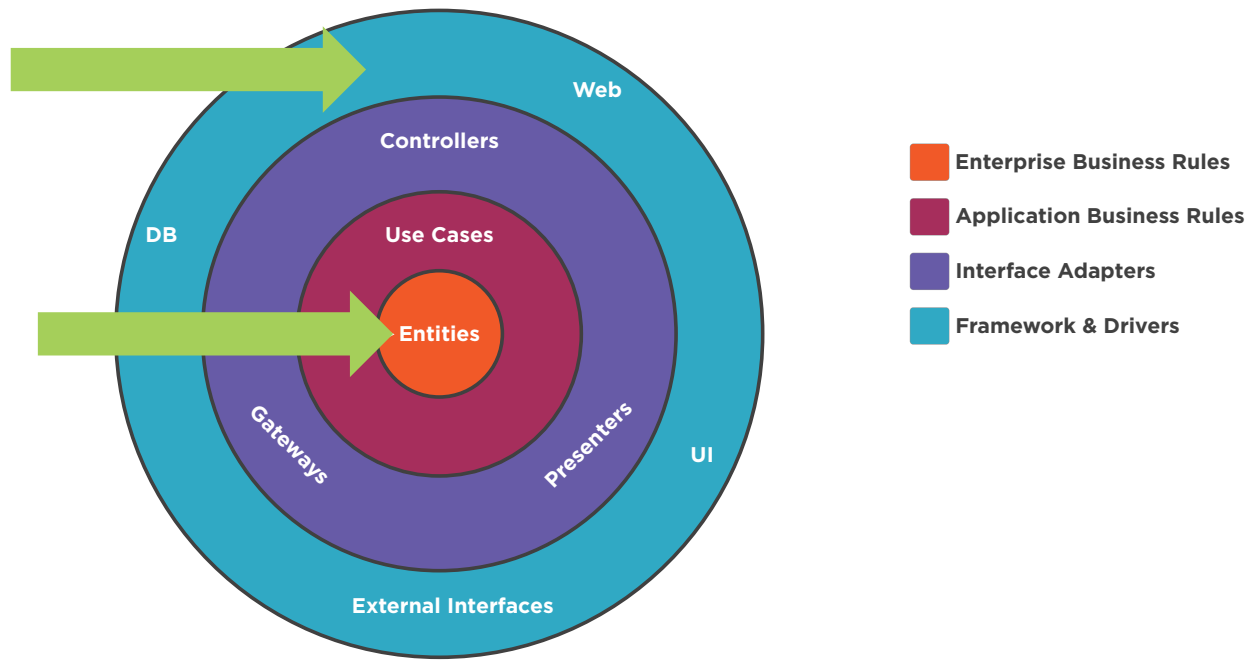 Web
Controllers
DB
Use Cases
Entities
Gateways
Presenters
UI
External Interfaces
Enterprise Business Rules
Application Business Rules
Interface Adapters
Framework & Drivers